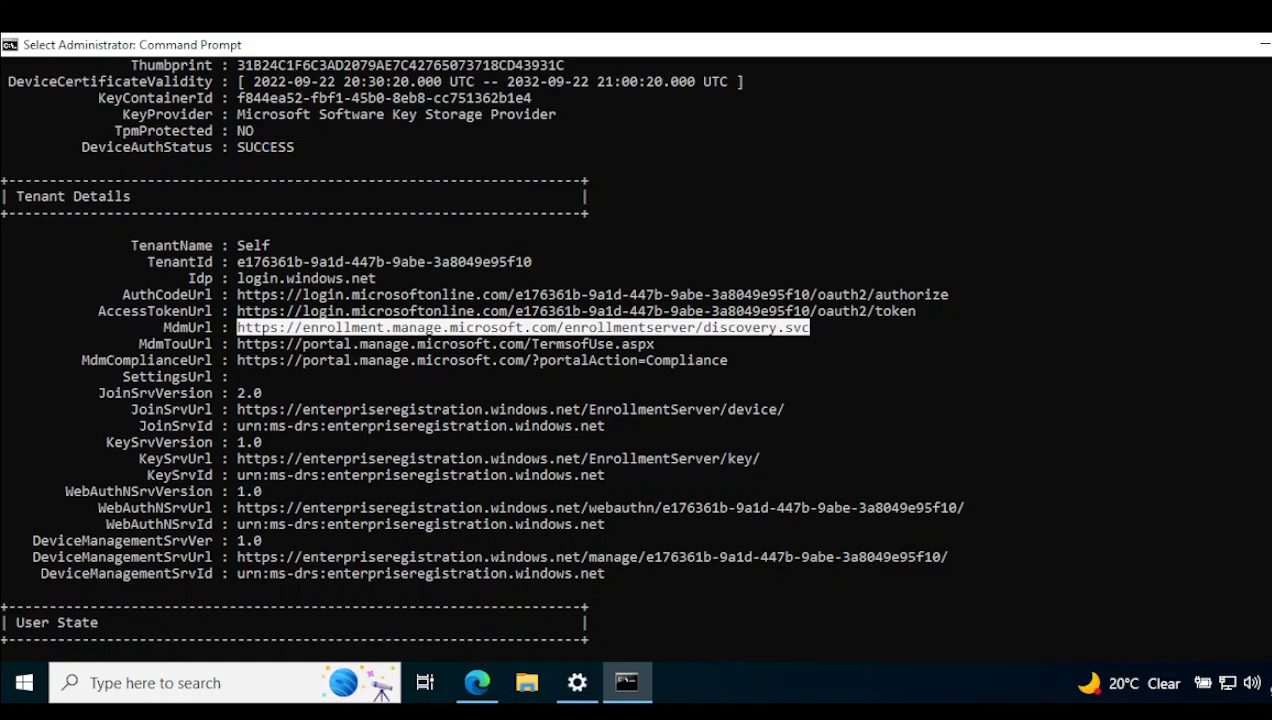 Select Administrator: Command Prompt
Thumbprint : 31B24C1F6C3AD2079AE7C42765073718CD43931C
DeviceCertificateValidity : [ 2022-09-22 20:30:20.000 UTC -- 2032-09-22 21:00:20.000 UTC ]
KeyContainerId : f844ea52-fbf1-45b0-8eb8-cc751362b1e4
KeyProvider : Microsoft Software Key Storage Provider
TpmProtected : NO
DeviceAuthStatus : SUCCESS
+----------------------------------------------------------------------+
| Tenant Details                                                       |
+----------------------------------------------------------------------+
TenantName : Self
TenantId : e176361b-9a1d-447b-9abe-3a8049e95f10
Idp : login.windows.net
AuthCodeUrl : https://login.microsoftonline.com/e176361b-9a1d-447b-9abe-3a8049e95f10/oauth2/authorize
AccessTokenUrl : https://login.microsoftonline.com/e176361b-9a1d-447b-9abe-3a8049e95f10/oauth2/token
MdmUrl : https://enrollment.manage.microsoft.com/enrollmentserver/discovery.svc
MdmTouUrl : https://portal.manage.microsoft.com/TermsofUse.aspx
MdmComplianceUrl : https://portal.manage.microsoft.com/?portalAction=Compliance
SettingsUrl :
JoinSrvVersion : 2.0
JoinSrvUrl : https://enterpriseregistration.windows.net/EnrollmentServer/device/
JoinSrvId : urn:ms-drs:enterpriseregistration.windows.net
KeySrvVersion : 1.0
KeySrvUrl : https://enterpriseregistration.windows.net/EnrollmentServer/key/
KeySrvId : urn:ms-drs:enterpriseregistration.windows.net
WebAuthNSrvVersion : 1.0
WebAuthNSrvUrl : https://enterpriseregistration.windows.net/webauthn/e176361b-9a1d-447b-9abe-3a8049e95f10/
WebAuthNSrvId : urn:ms-drs:enterpriseregistration.windows.net
DeviceManagementSrvVer : 1.0
DeviceManagementSrvUrl : https://enterpriseregistration.windows.net/manage/e176361b-9a1d-447b-9abe-3a8049e95f10/
DeviceManagementSrvId : urn:ms-drs:enterpriseregistration.windows.net
+----------------------------------------------------------------------+
| User State                                                           |
+----------------------------------------------------------------------+
Type here to search
20°C Clear